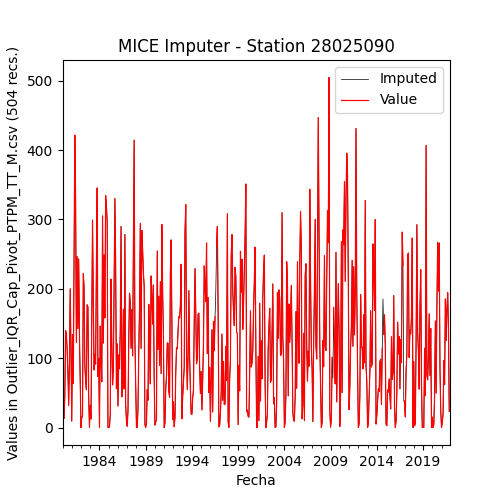 MICE Imputer - Station 28025090
Imputed
Value
Values in Outlier_IQR_Cap_Pivot_PTPM_TT_M.csv (504 recs.)
500
400
300
200
100
0
1984 1989 1994 1999 2004 2009 2014 2019
Fecha